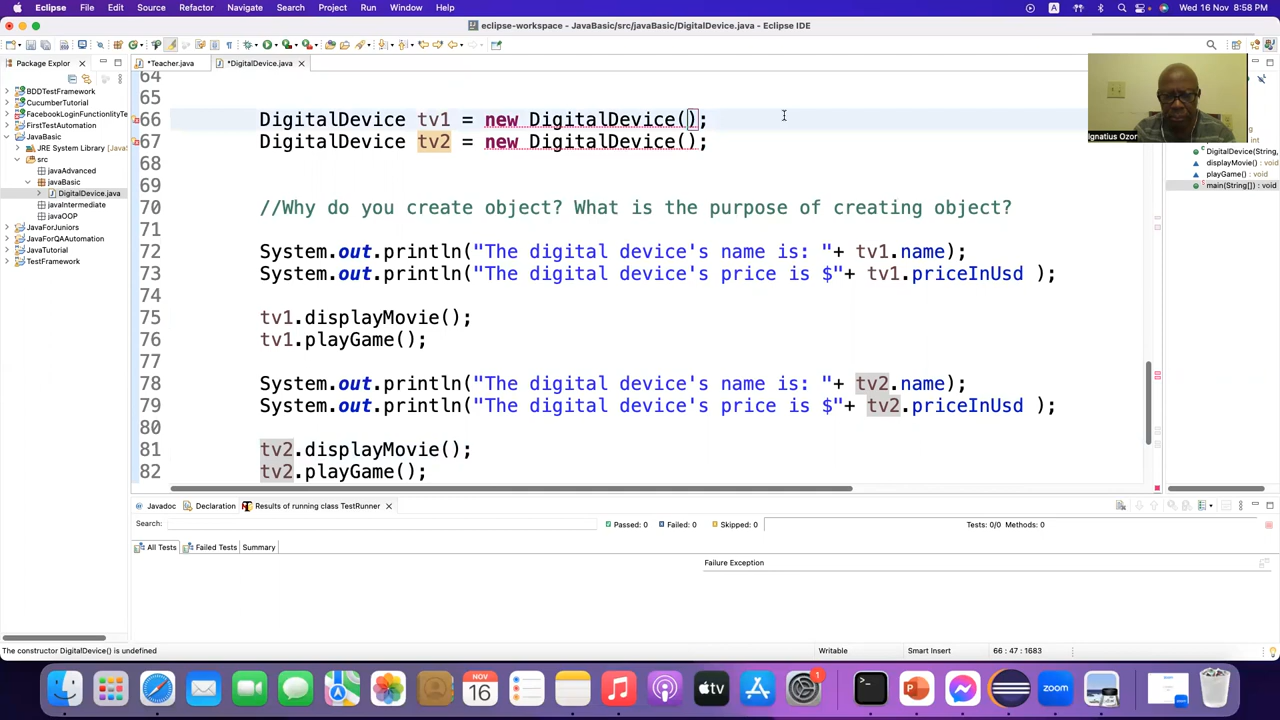 Eclipse File Edit Source Refactor Navigate Search Project Run Window Help
Wed Nov 16 8:58 PM
eclipse-workspace - JavaBasic/src/javaBasic/DigitalDevice.java - Eclipse IDE
Package Explorer
*Teacher.java
*DigitalDevice.java
BDDTestFramework
CucumberTutorial
FacebookLoginFunctionlityTe
FirstTestAutomation
JavaBasic
JRE System Library [Java
src
javaAdvanced
javaBasic
DigitalDevice.java
javaIntermediate
javaOOP
JavaForJuniors
JavaForQAAutomation
JavaTutorial
TestFramework
64
65
66 DigitalDevice tv1 = new DigitalDevice();
67 DigitalDevice tv2 = new DigitalDevice();
68
69
70 //Why do you create object? What is the purpose of creating object?
71
72 System.out.println("The digital device's name is: "+ tv1.name);
73 System.out.println("The digital device's price is $"+ tv1.priceInUsd );
74
75 tv1.displayMovie();
76 tv1.playGame();
77
78 System.out.println("The digital device's name is: "+ tv2.name);
79 System.out.println("The digital device's price is $"+ tv2.priceInUsd );
80
81 tv2.displayMovie();
82 tv2.playGame();
Ignatius Ozor
DigitalDevice(String,
displayMovie() : void
playGame() : void
main(String[]) : void
Javadoc
Declaration
Results of running class TestRunner
Search:
Passed: 0
Failed: 0
Skipped: 0
Tests: 0/0 Methods: 0
All Tests
Failed Tests
Summary
Failure Exception
The constructor DigitalDevice() is undefined
Writable
Smart Insert
66 : 47 : 1683
NOV
16
tv
1
zoom